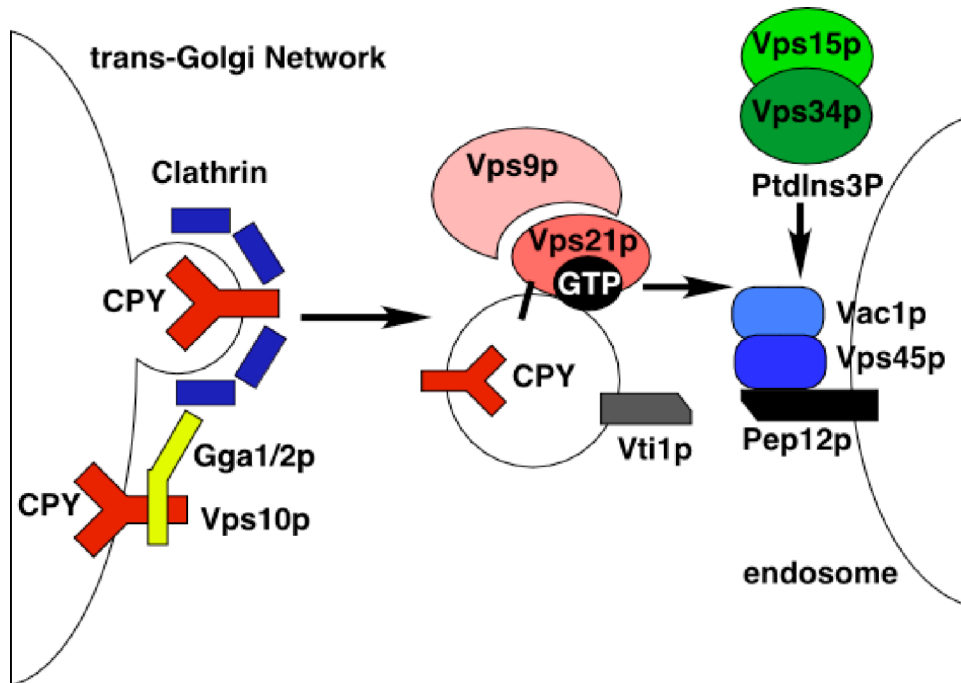 trans-Golgi Network
Clathrin
CPY
Gga1/2p
CPY
Vps10p
Vps9p
Vps21p
GTP
CPY
Vti1p
Vps15p
Vps34p
PtdIns3P
Vac1p
Vps45p
Pep12p
endosome